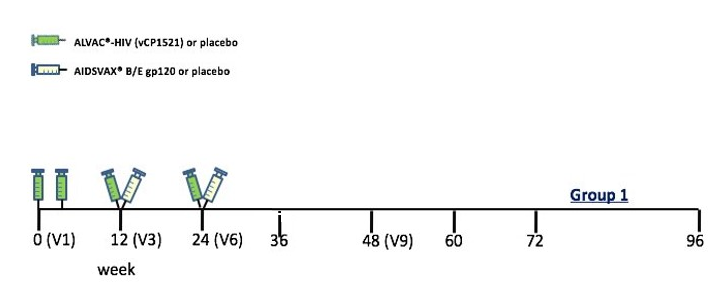 ALVAC®-HIV (vCP1521) or placebo
AIDSVAX® B/E gp120 or placebo
Group 1
0 (V1) 12 (V3) 24 (V6) 36 48 (V9) 60 72 96
week